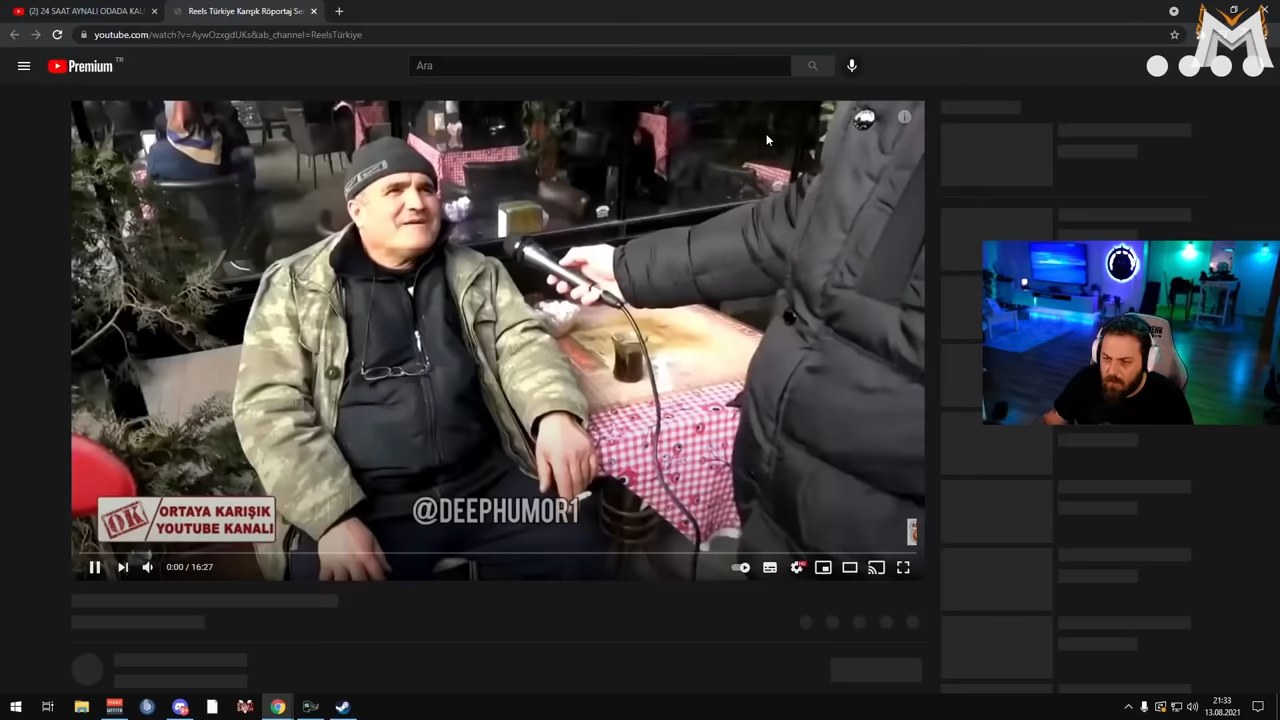 (2) 24 SAAT AYNALI ODADA KAL
Reels Türkiye Karışık Röportaj Se
youtube.com/watch?v=AywOzxgdUKs&ab_channel=ReelsTürkiye
Premium TR
Ara
@DEEPHUMOR1
OK
ORTAYA KARIŞIK
YOUTUBE KANALI
0:00 / 16:27
21:33
13.08.2021